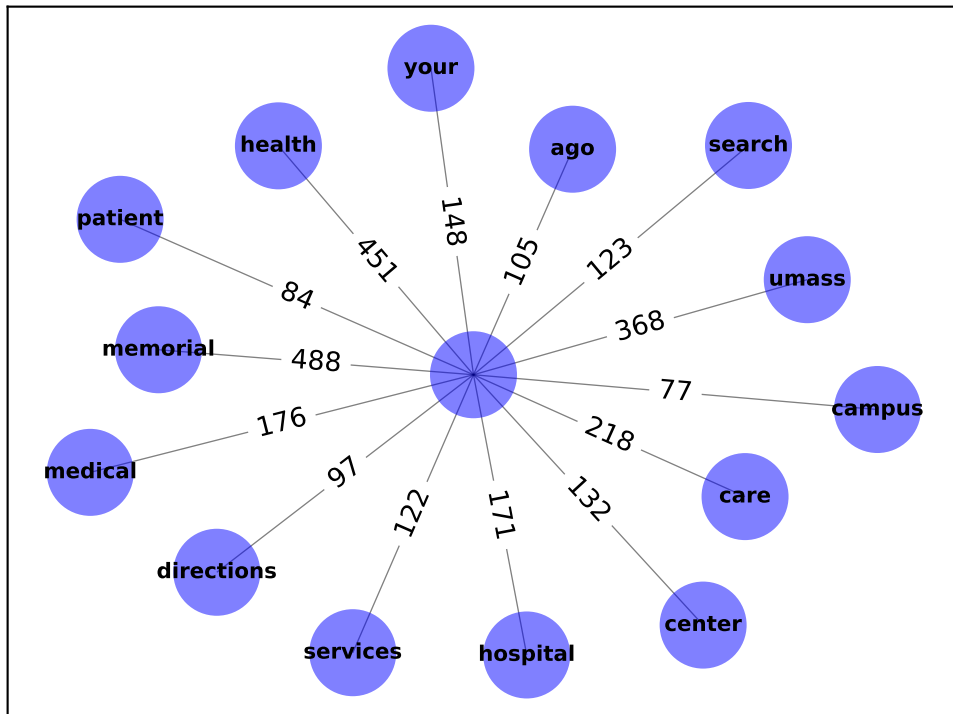 your
health
ago
search
patient
148
451
105
123
umass
84
368
memorial
488
77
campus
176
218
medical
97
132
care
122
171
directions
center
services
hospital